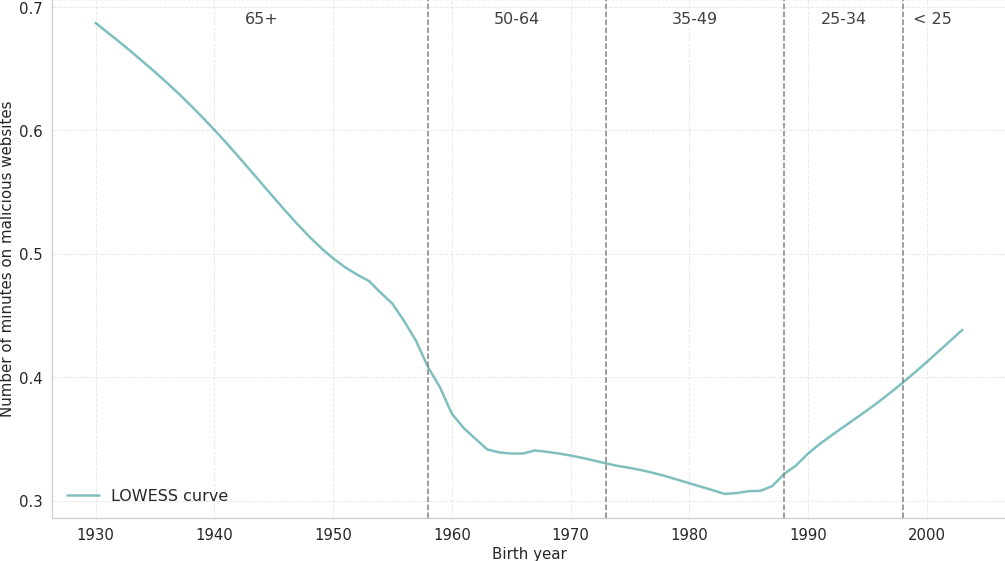 65+ 50-64 35-49 25-34 < 25
0.7
0.6
0.5
0.4
0.3
Number of minutes on malicious websites
LOWESS curve
1930 1940 1950 1960 1970 1980 1990 2000
Birth year